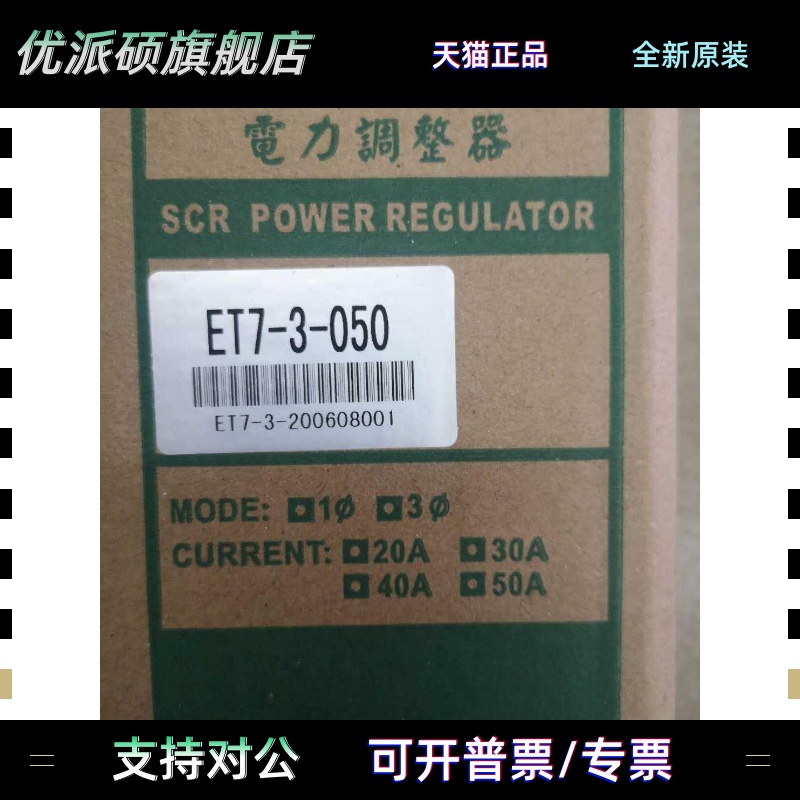 优派硕旗舰店
天猫正品
全新原装
電力調整器
SCR POWER REGULATOR
ET7-3-050
ET7-3-200608001
MODE: 1Ø 3Ø
CURRENT: 20A 30A
40A 50A
支持对公
可开普票/专票